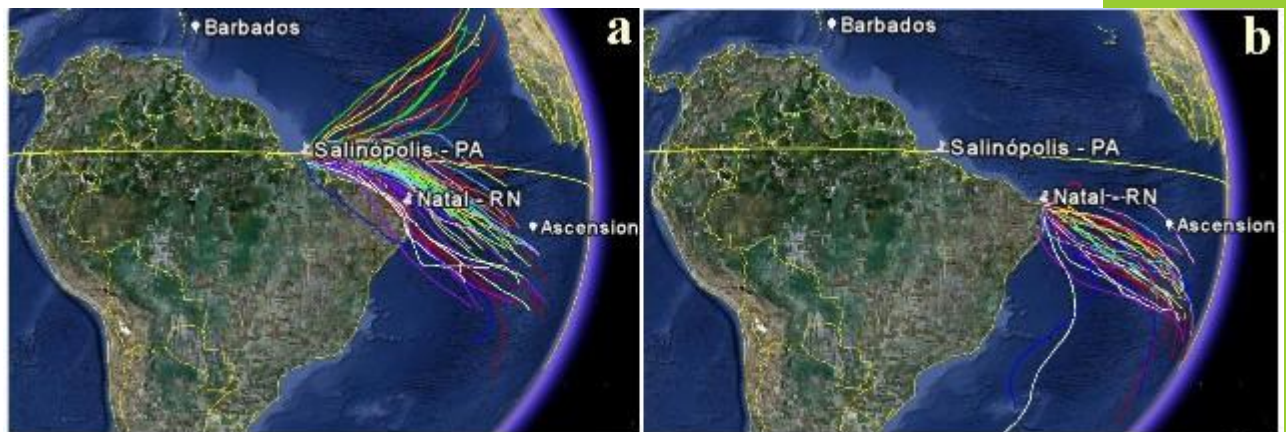 a
Barbados
Salinópolis - PA
Natal - RN
Ascension
b
Barbados
Salinópolis - PA
Natal - RN
Ascension